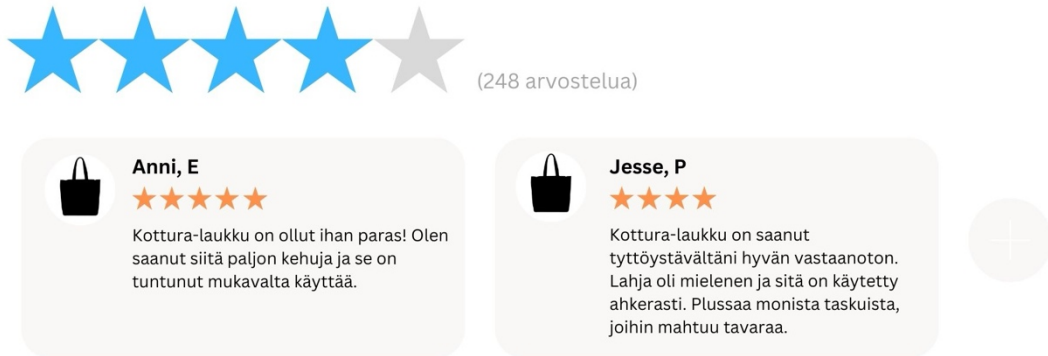 (248 arvostelua)
Anni, E
Kottura-laukku on ollut ihan paras! Olen
saanut siitä paljon kehuja ja se on
tuntunut mukavalta käyttää.
Jesse, P
Kottura-laukku on saanut
tyttöystävältäni hyvän vastaanoton.
Lahja oli mielenen ja sitä on käytetty
ahkerasti. Plussaa monista taskuista,
joihin mahtuu tavaraa.